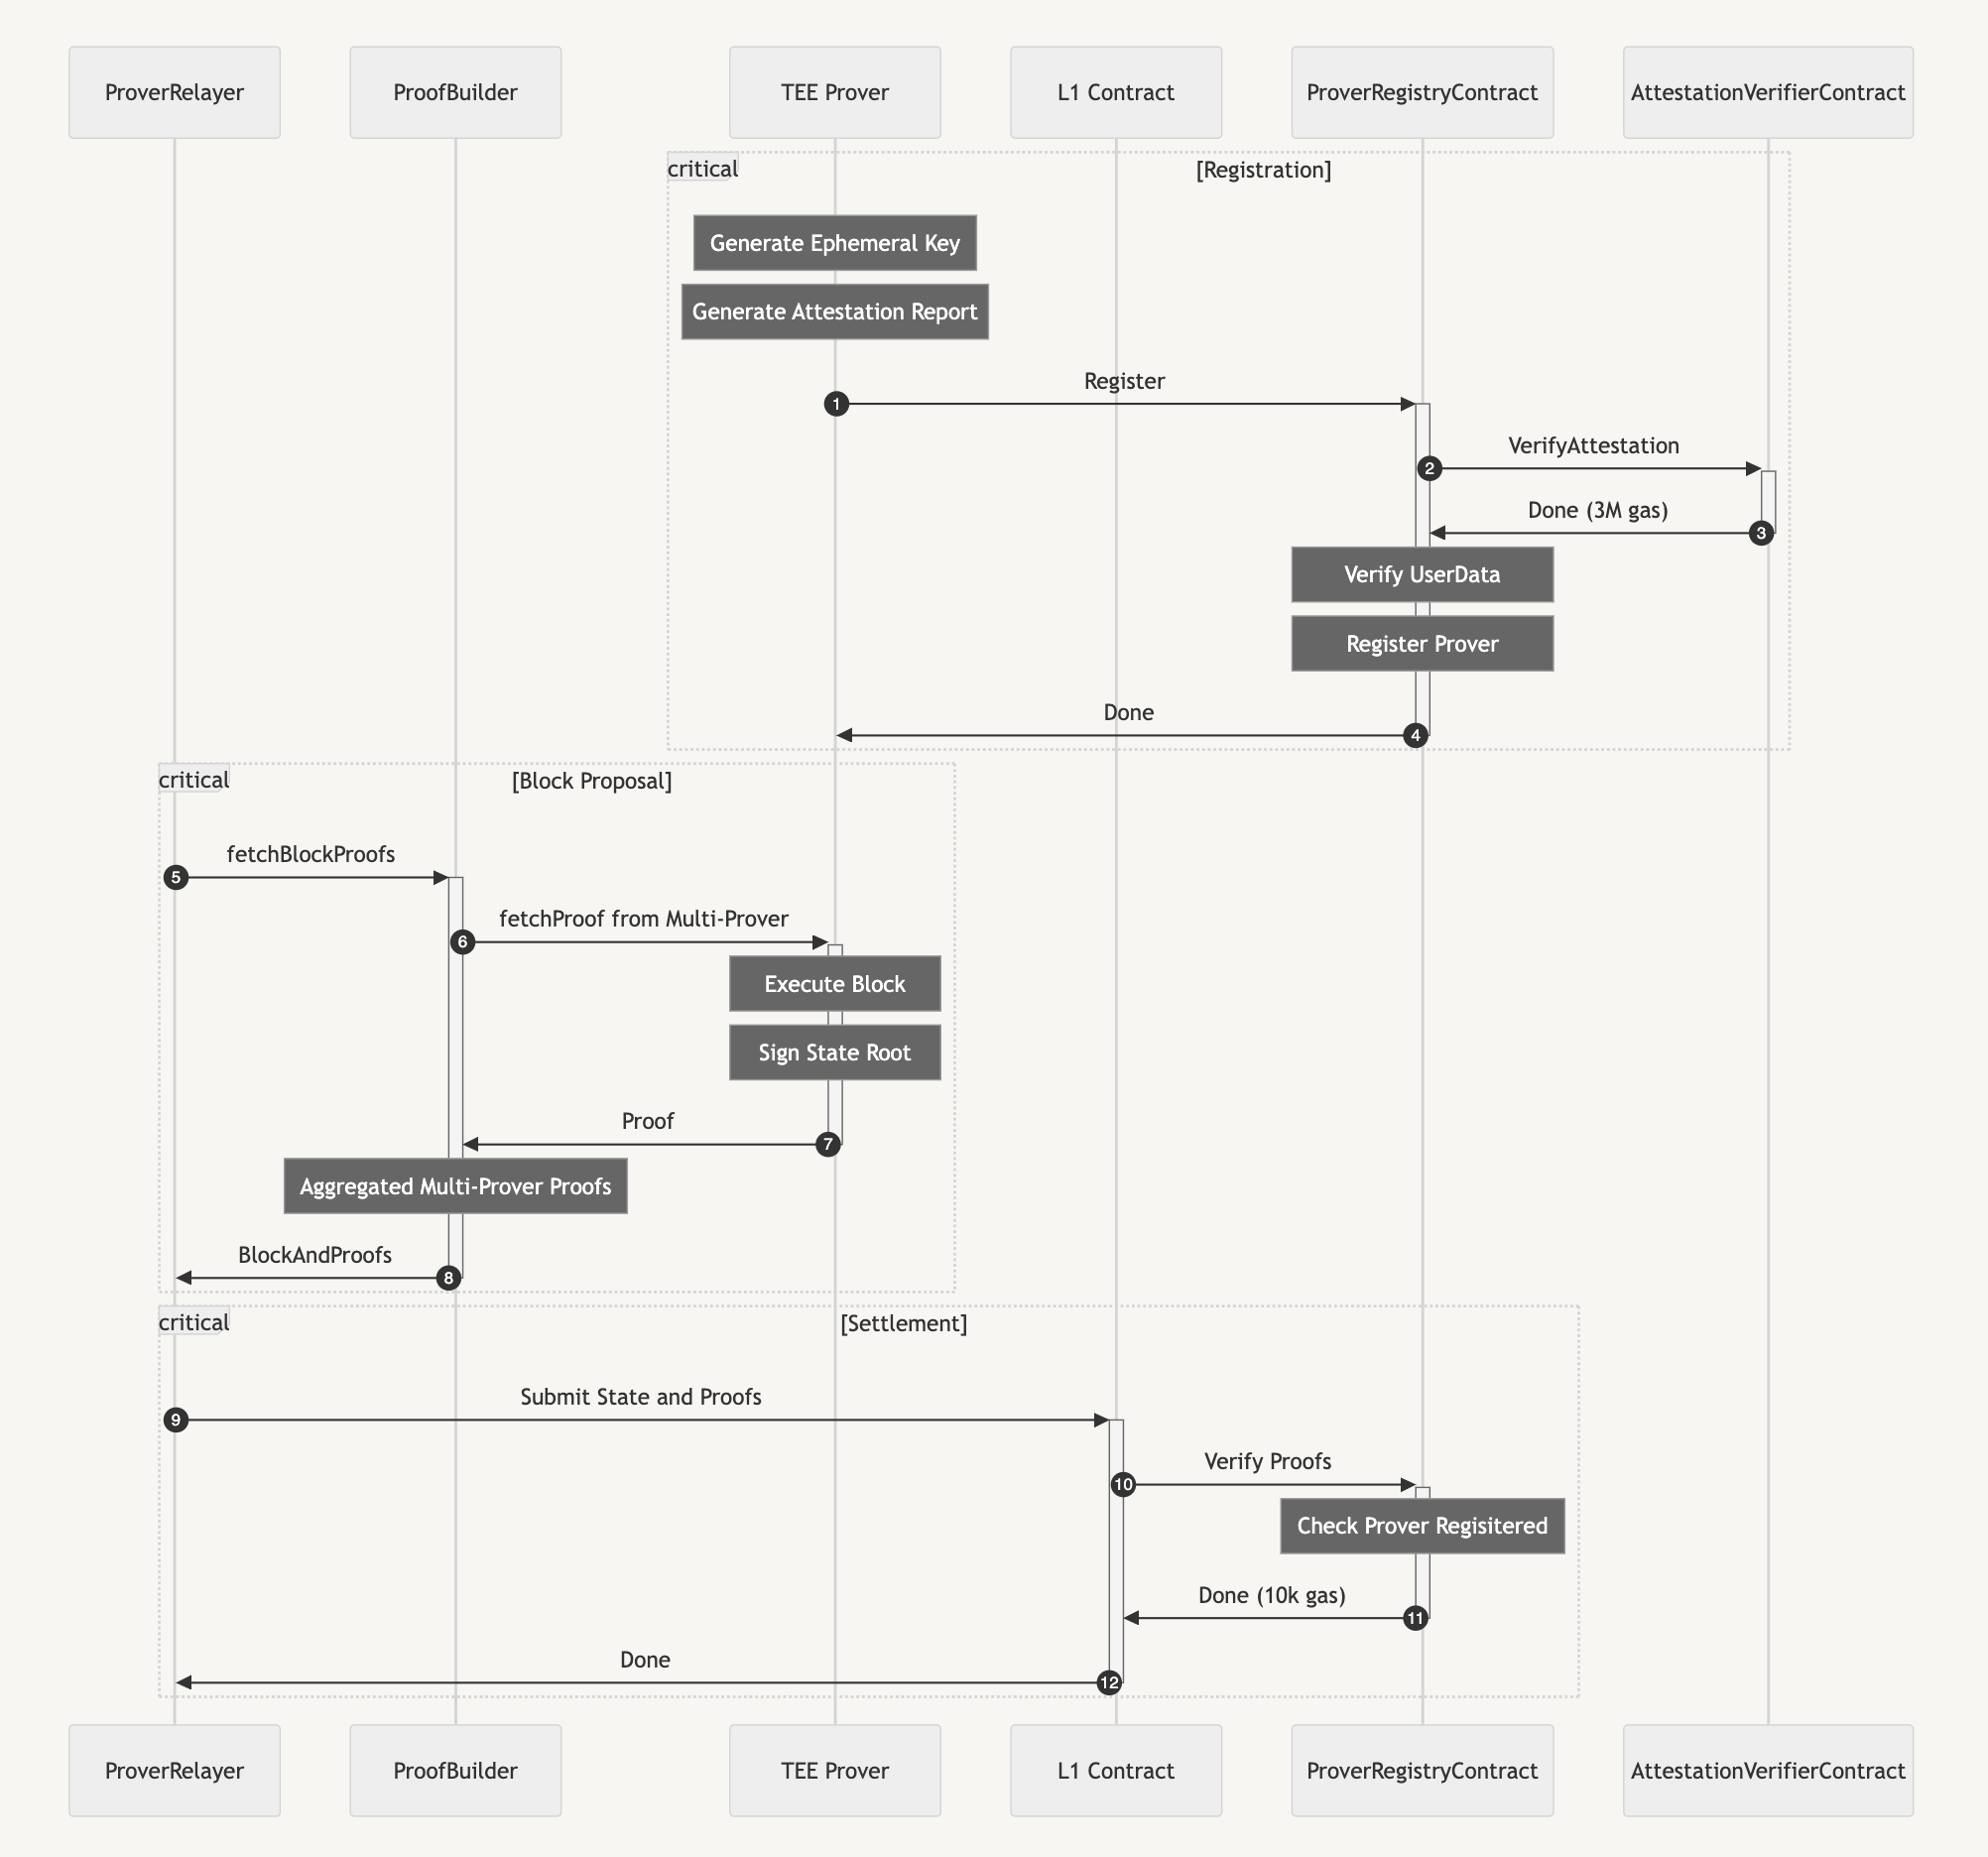 ProverRelayer
ProofBuilder
TEE Prover
L1 Contract
ProverRegistryContract
AttestationVerifierContract
critical
[Registration]
Generate Ephemeral Key
Generate Attestation Report
Register
1
VerifyAttestation
2
Done (3M gas)
3
Verify UserData
Register Prover
Done
4
critical
[Block Proposal]
fetchBlockProofs
5
fetchProof from Multi-Prover
6
Execute Block
Sign State Root
Proof
7
Aggregated Multi-Prover Proofs
BlockAndProofs
8
critical
[Settlement]
Submit State and Proofs
9
Verify Proofs
10
Check Prover Regisitered
Done (10k gas)
11
Done
12
ProverRelayer
ProofBuilder
TEE Prover
L1 Contract
ProverRegistryContract
AttestationVerifierContract